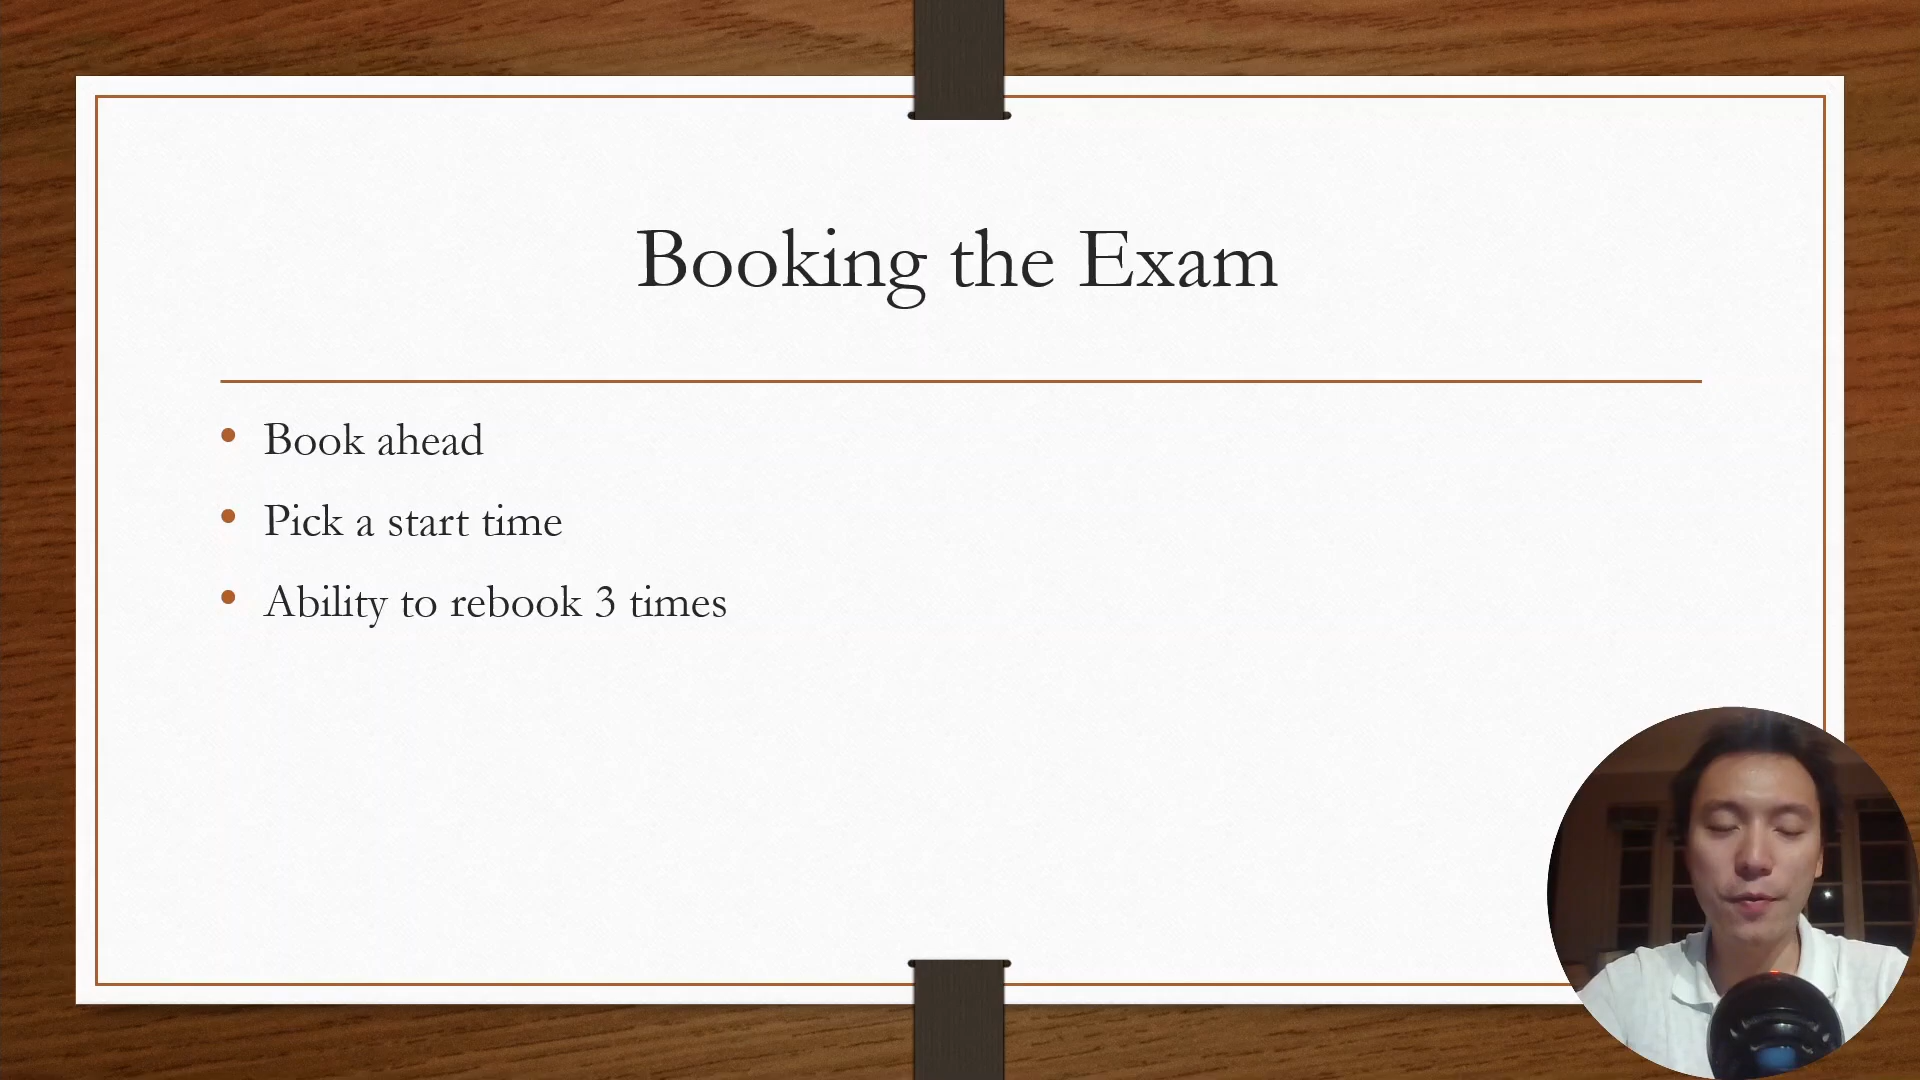 Booking the Exam
• Book ahead
• Pick a start time
• Ability to rebook 3 times